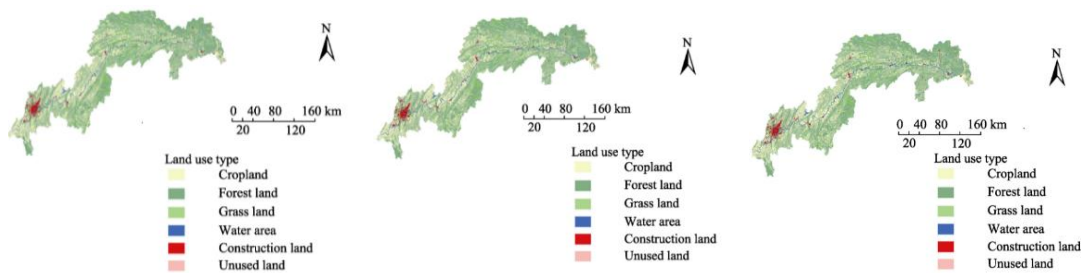 N
0 40 80 160 km
20 120
Land use type
Cropland
Forest land
Grass land
Water area
Construction land
Unused land
N
0 40 80 160 km
20 120
Land use type
Cropland
Forest land
Grass land
Water area
Construction land
Unused land
N
0 40 80 160 km
20 120
Land use type
Cropland
Forest land
Grass land
Water area
Construction land
Unused land